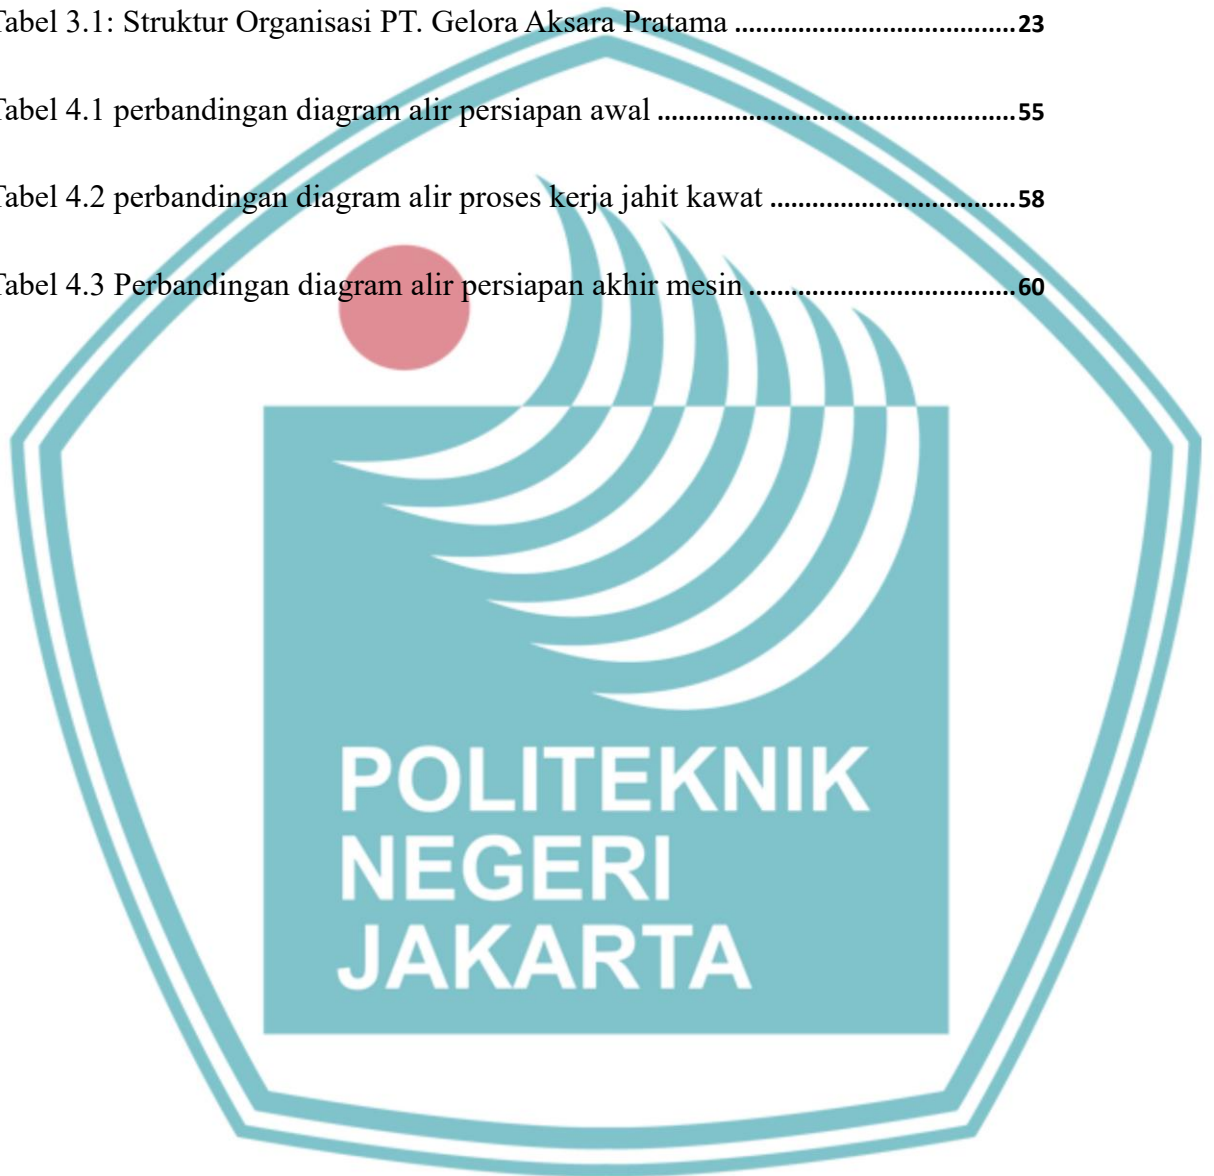 Tabel 3.1: Struktur Organisasi PT. Gelora Aksara Pratama ........................................23
Tabel 4.1 perbandingan diagram alir persiapan awal ...................................................55
Tabel 4.2 perbandingan diagram alir proses kerja jahit kawat ...................................58
Tabel 4.3 Perbandingan diagram alir persiapan akhir mesin ......................................60
POLITEKNIK
NEGERI
JAKARTA